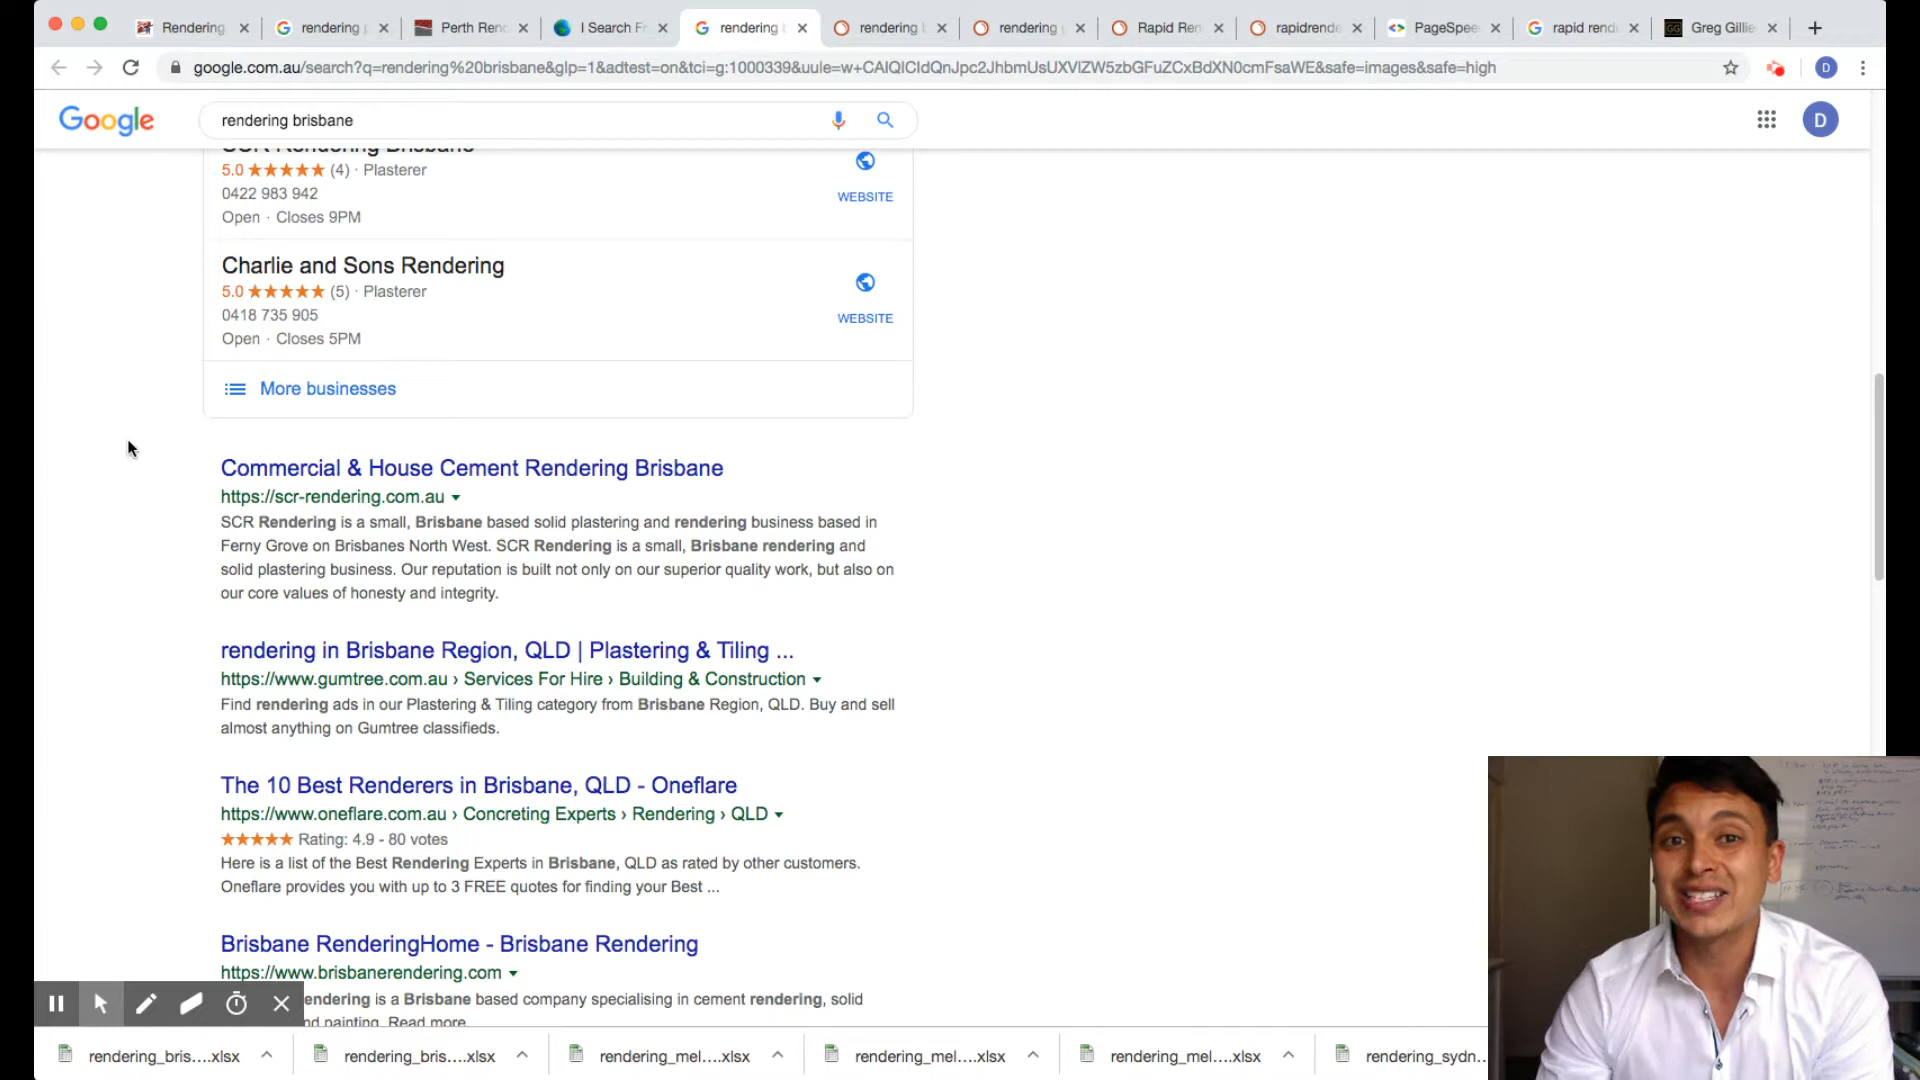 Rendering
rendering p
Perth Rend
I Search Fr
rendering b
rendering b
rendering g
Rapid Ren
rapidrende
PageSpee
rapid rend
Greg Gillie
google.com.au/search?q=rendering%20brisbane&glp=1&adtest=on&tci=g:1000339&uule=w+CAIQICIdQnJpc2JhbmUsUXVlZW5zbGFuZCxBdXN0cmFsaWE&safe=images&safe=high
D
Google
rendering brisbane
D
SCR Rendering Brisbane
5.0 ★★★★★ (4) · Plasterer
0422 983 942
WEBSITE
Open · Closes 9PM
Charlie and Sons Rendering
5.0 ★★★★★ (5) · Plasterer
0418 735 905
WEBSITE
Open · Closes 5PM
More businesses
Commercial & House Cement Rendering Brisbane
https://scr-rendering.com.au
SCR Rendering is a small, Brisbane based solid plastering and rendering business based in
Ferny Grove on Brisbanes North West. SCR Rendering is a small, Brisbane rendering and
solid plastering business. Our reputation is built not only on our superior quality work, but also on
our core values of honesty and integrity.
rendering in Brisbane Region, QLD | Plastering & Tiling ...
https://www.gumtree.com.au › Services For Hire › Building & Construction
Find rendering ads in our Plastering & Tiling category from Brisbane Region, QLD. Buy and sell
almost anything on Gumtree classifieds.
The 10 Best Renderers in Brisbane, QLD - Oneflare
https://www.oneflare.com.au › Concreting Experts › Rendering › QLD
★★★★★ Rating: 4.9 - 80 votes
Here is a list of the Best Rendering Experts in Brisbane, QLD as rated by other customers.
Oneflare provides you with up to 3 FREE quotes for finding your Best ...
Brisbane RenderingHome - Brisbane Rendering
https://www.brisbanerendering.com
endering is a Brisbane based company specialising in cement rendering, solid
nd painting. Read more
rendering_bris....xlsx
rendering_bris....xlsx
rendering_mel....xlsx
rendering_mel....xlsx
rendering_mel....xlsx
rendering_sydn...